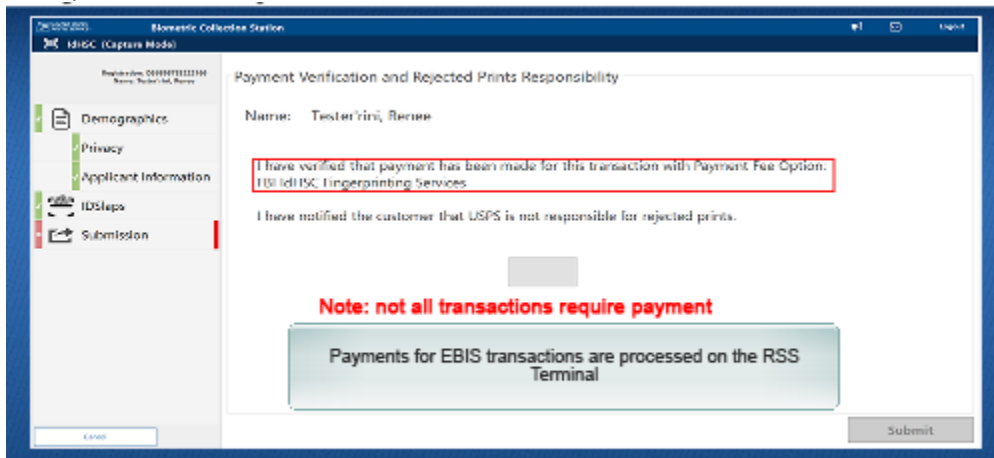 Biometric Collection Station
Logout
IdHSC (Capture Mode)
Payment Verification and Rejected Prints Responsibility
Name: Tester'rini, Renee
Demographics
Privacy
Applicant Information
IDSlaps
Submission
I have verified that payment has been made for this transaction with Payment Fee Option.
FBI IdHSC Fingerprinting Services
I have notified the customer that USPS is not responsible for rejected prints.
Note: not all transactions require payment
Payments for EBIS transactions are processed on the RSS
Terminal
Cancel
Submit